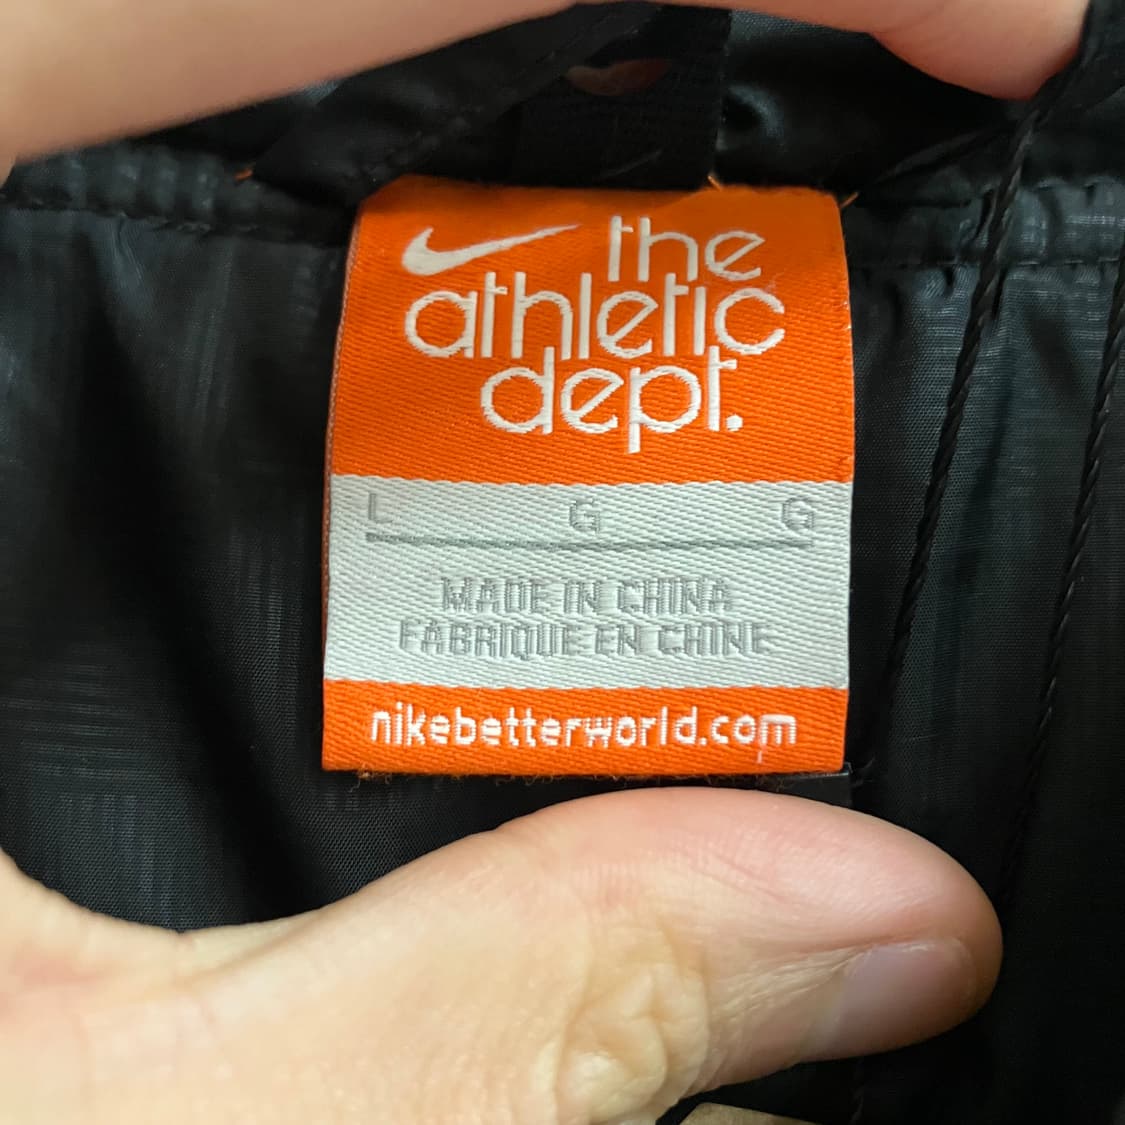 the
athletic
dept.
L G G
MADE IN CHINA
FABRIQUE EN CHINE
nikebetterworld.com